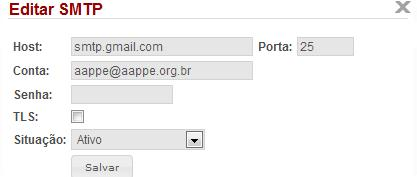 Editar SMTP
Host: smtp.gmail.com Porta: 25
Conta: aappe@aappe.org.br
Senha:
TLS:
Situação: Ativo
Salvar